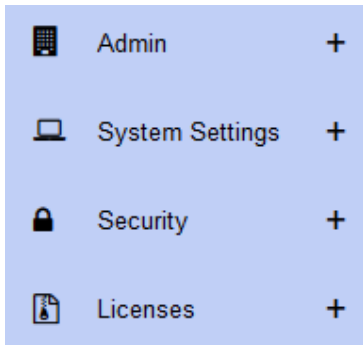 Admin +
System Settings +
Security +
Licenses +